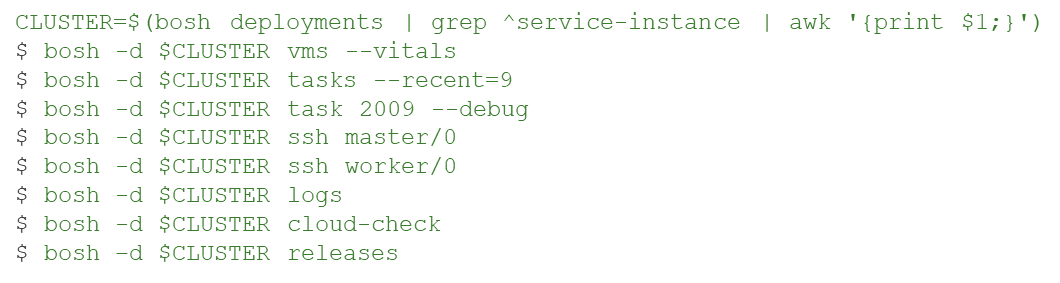 CLUSTER=$(bosh deployments | grep ^service-instance | awk '{print $1;}')
$ bosh -d $CLUSTER vms --vitals
$ bosh -d $CLUSTER tasks --recent=9
$ bosh -d $CLUSTER task 2009 --debug
$ bosh -d $CLUSTER ssh master/0
$ bosh -d $CLUSTER ssh worker/0
$ bosh -d $CLUSTER logs
$ bosh -d $CLUSTER cloud-check
$ bosh -d $CLUSTER releases